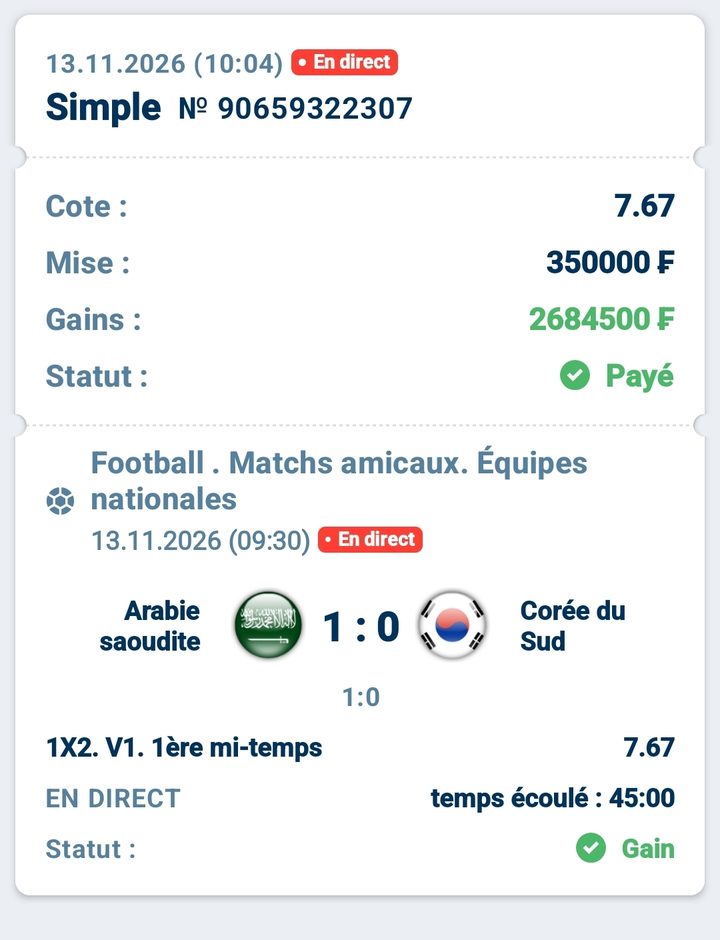 13.11.2026 (10:04) • En direct
Simple № 90659322307
Cote : 7.67
Mise : 350000 ₣
Gains : 2684500 ₣
Statut : Payé
Football . Matchs amicaux. Équipes
nationales
13.11.2026 (09:30) • En direct
Arabie saoudite 1 : 0 Corée du Sud
1:0
1X2. V1. 1ère mi-temps 7.67
EN DIRECT temps écoulé : 45:00
Statut : Gain